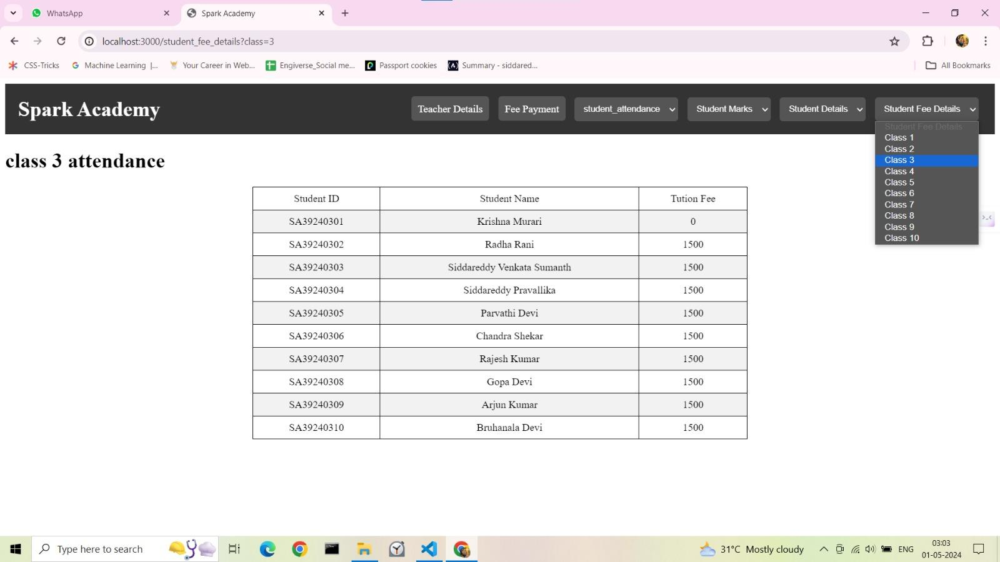 WhatsApp
Spark Academy
localhost:3000/student_fee_details?class=3
CSS-Tricks
Machine Learning |...
Your Career in Web...
Engiverse_Social me...
Passport cookies
Summary - siddared...
All Bookmarks
Spark Academy
Teacher Details
Fee Payment
student_attendance
Student Marks
Student Details
Student Fee Details
Student Fee Details
Class 1
Class 2
Class 3
Class 4
Class 5
Class 6
Class 7
Class 8
Class 9
Class 10
class 3 attendance
Student ID Student Name Tution Fee
SA39240301 Krishna Murari 0
SA39240302 Radha Rani 1500
SA39240303 Siddareddy Venkata Sumanth 1500
SA39240304 Siddareddy Pravallika 1500
SA39240305 Parvathi Devi 1500
SA39240306 Chandra Shekar 1500
SA39240307 Rajesh Kumar 1500
SA39240308 Gopa Devi 1500
SA39240309 Arjun Kumar 1500
SA39240310 Bruhanala Devi 1500
Type here to search
31°C Mostly cloudy
ENG
03:03
01-05-2024